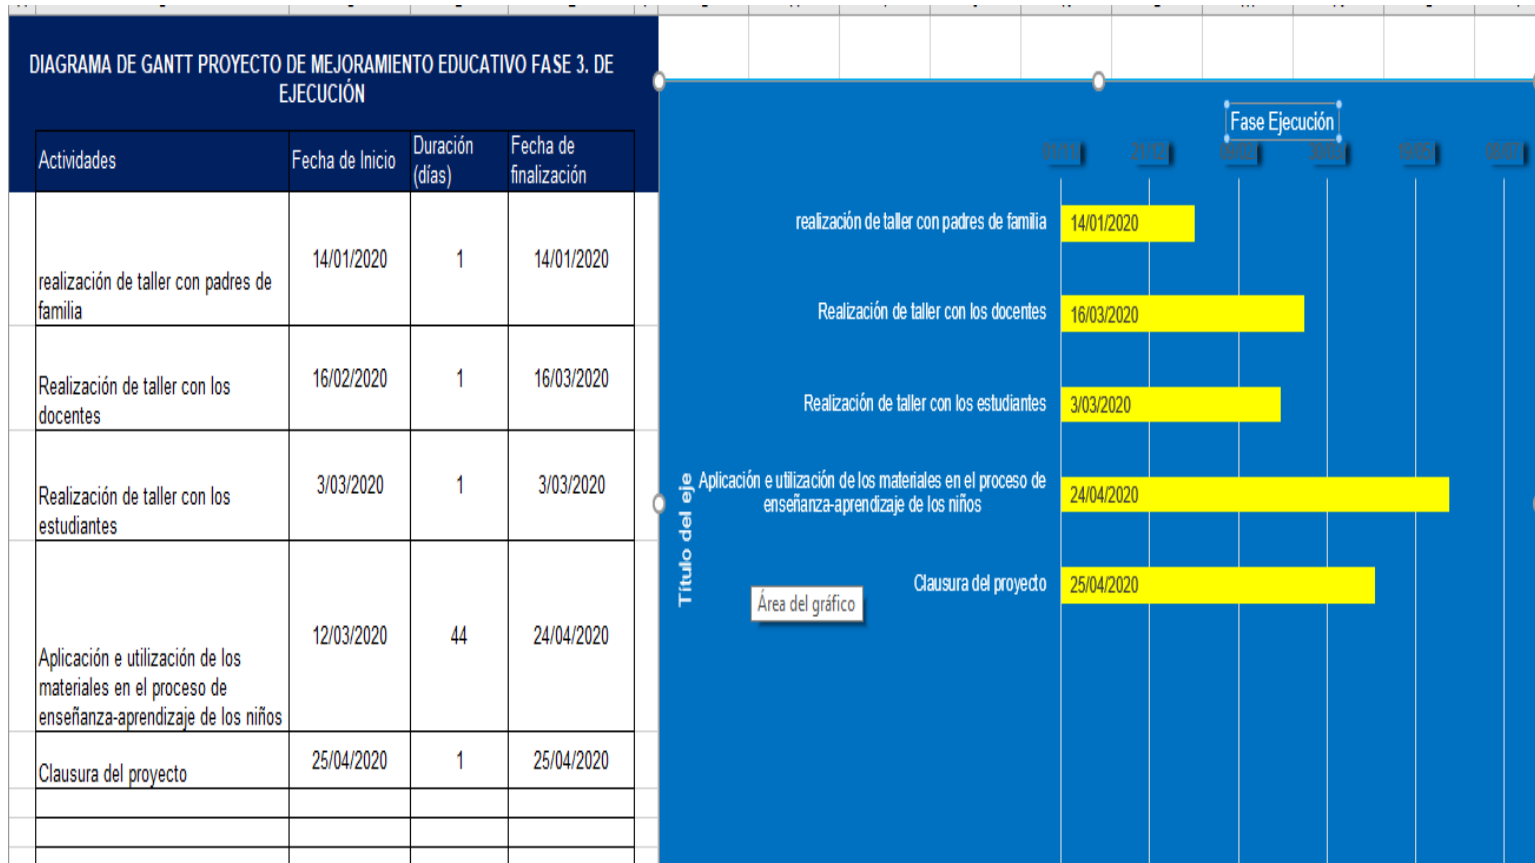 DIAGRAMA DE GANTT PROYECTO DE MEJORAMIENTO EDUCATIVO FASE 3. DE
EJECUCIÓN
Actividades
Fecha de Inicio
Duración
(días)
Fecha de
finalización
realización de taller con padres de
familia
14/01/2020
1
14/01/2020
Realización de taller con los
docentes
16/02/2020
1
16/03/2020
Realización de taller con los
estudiantes
3/03/2020
1
3/03/2020
Aplicación e utilización de los
materiales en el proceso de
enseñanza-aprendizaje de los niños
12/03/2020
44
24/04/2020
Clausura del proyecto
25/04/2020
1
25/04/2020
Fase Ejecución
21/12
realización de taller con padres de familia
14/01/2020
Realización de taller con los docentes
16/03/2020
Realización de taller con los estudiantes
3/03/2020
Aplicación e utilización de los materiales en el proceso de
enseñanza-aprendizaje de los niños
24/04/2020
Clausura del proyecto
25/04/2020
Título del eje
Área del gráfico